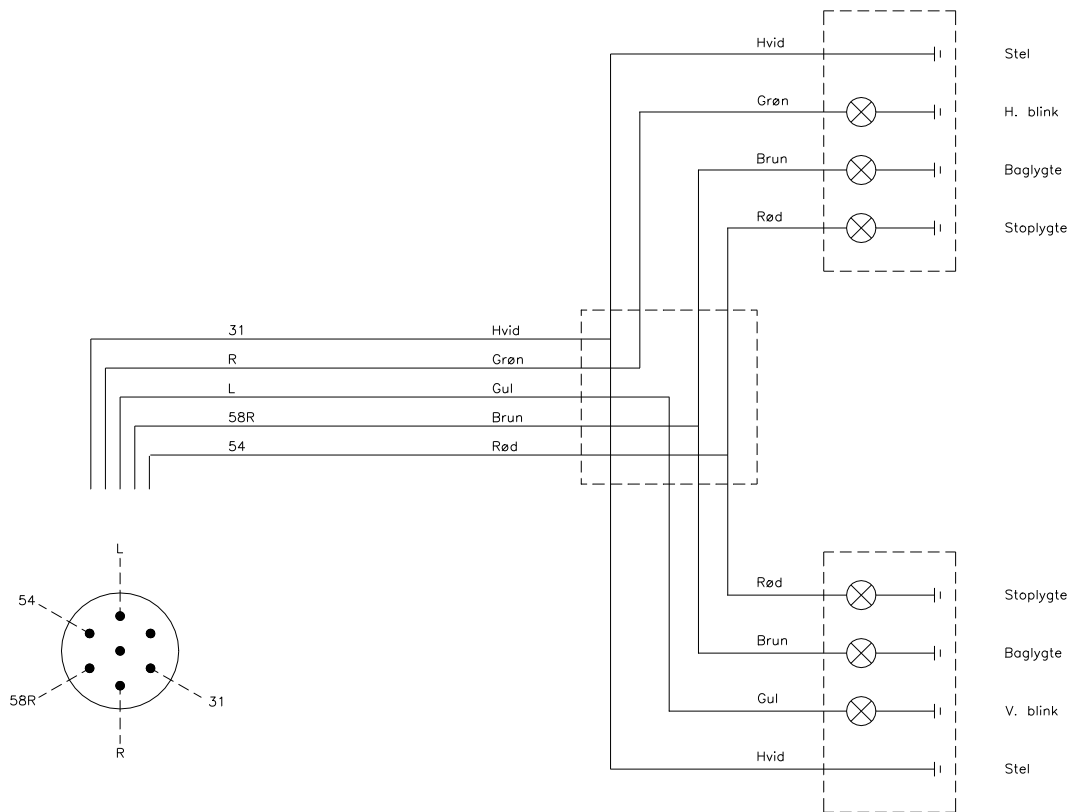 Hvid
Stel
Grøn
H. blink
Brun
Baglygte
Rød
Stoplygte
31
Hvid
R
Grøn
L
Gul
58R
Brun
54
Rød
L
54
58R
31
R
Rød
Stoplygte
Brun
Baglygte
Gul
V. blink
Hvid
Stel